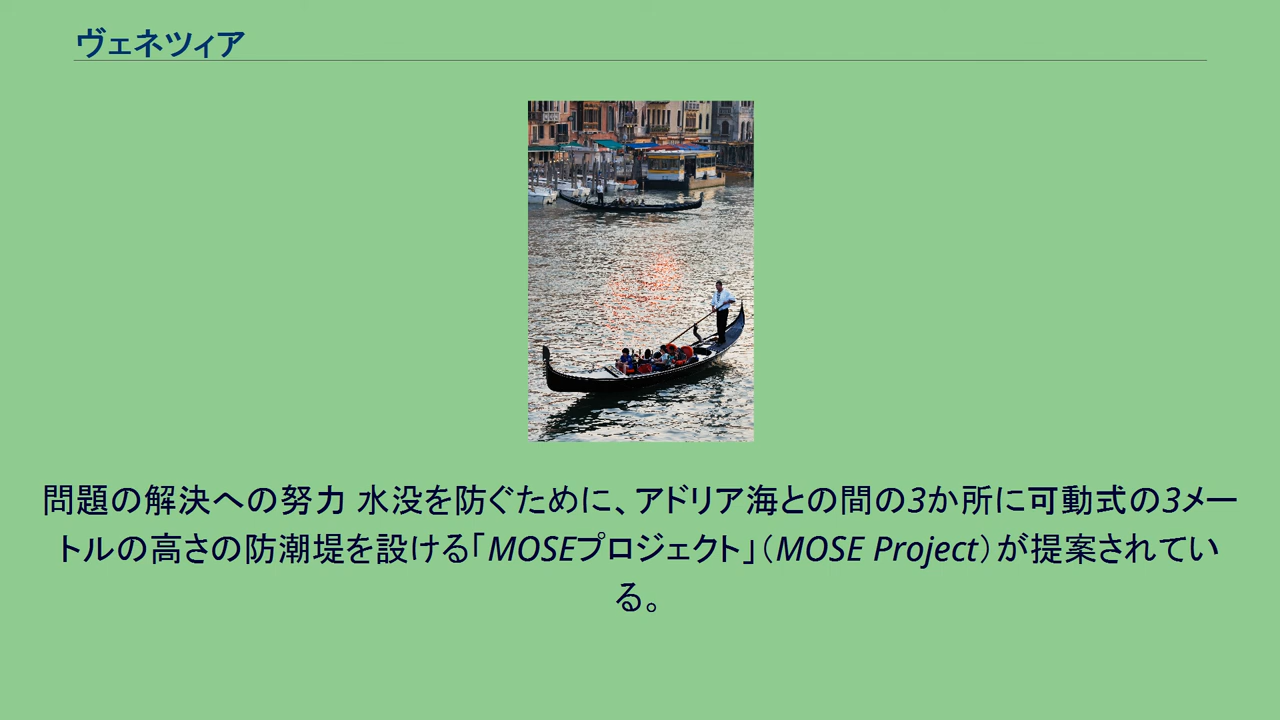 ヴェネツィア
問題の解決への努力 水没を防ぐために、アドリア海との間の3か所に可動式の3メー
トルの高さの防潮堤を設ける「MOSEプロジェクト」（MOSE Project）が提案されてい
る。